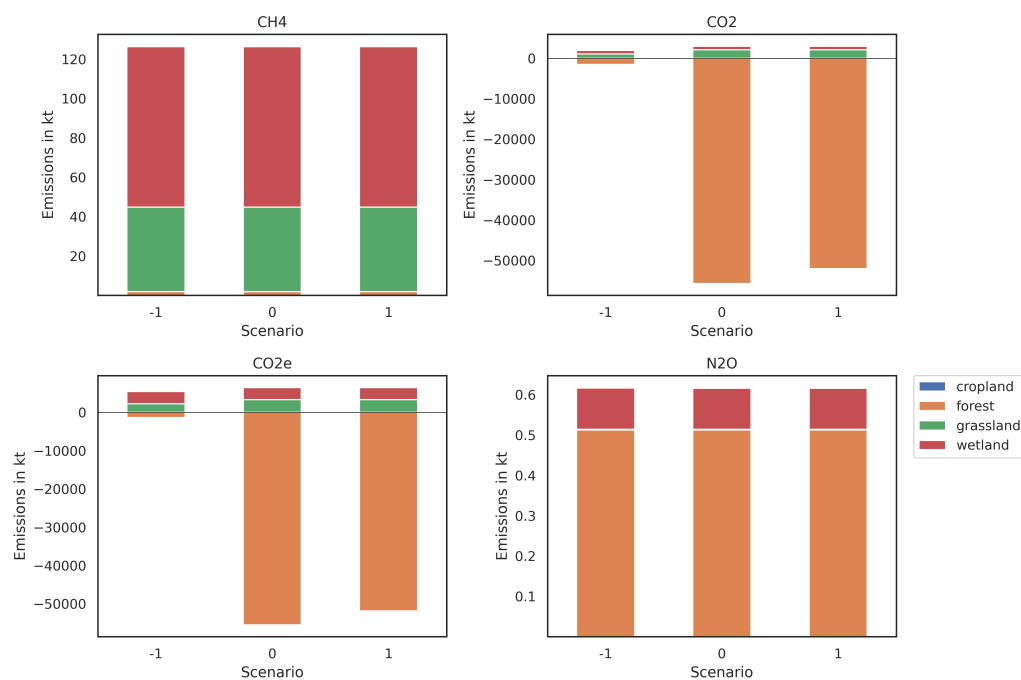 CH4
Emissions in kt
120
100
80
60
40
20
-1
0
1
Scenario
CO2
Emissions in kt
0
−10000
−20000
−30000
−40000
−50000
-1
0
1
Scenario
CO2e
Emissions in kt
0
−10000
−20000
−30000
−40000
−50000
-1
0
1
Scenario
N2O
Emissions in kt
0.6
0.5
0.4
0.3
0.2
0.1
-1
0
1
Scenario
cropland
forest
grassland
wetland